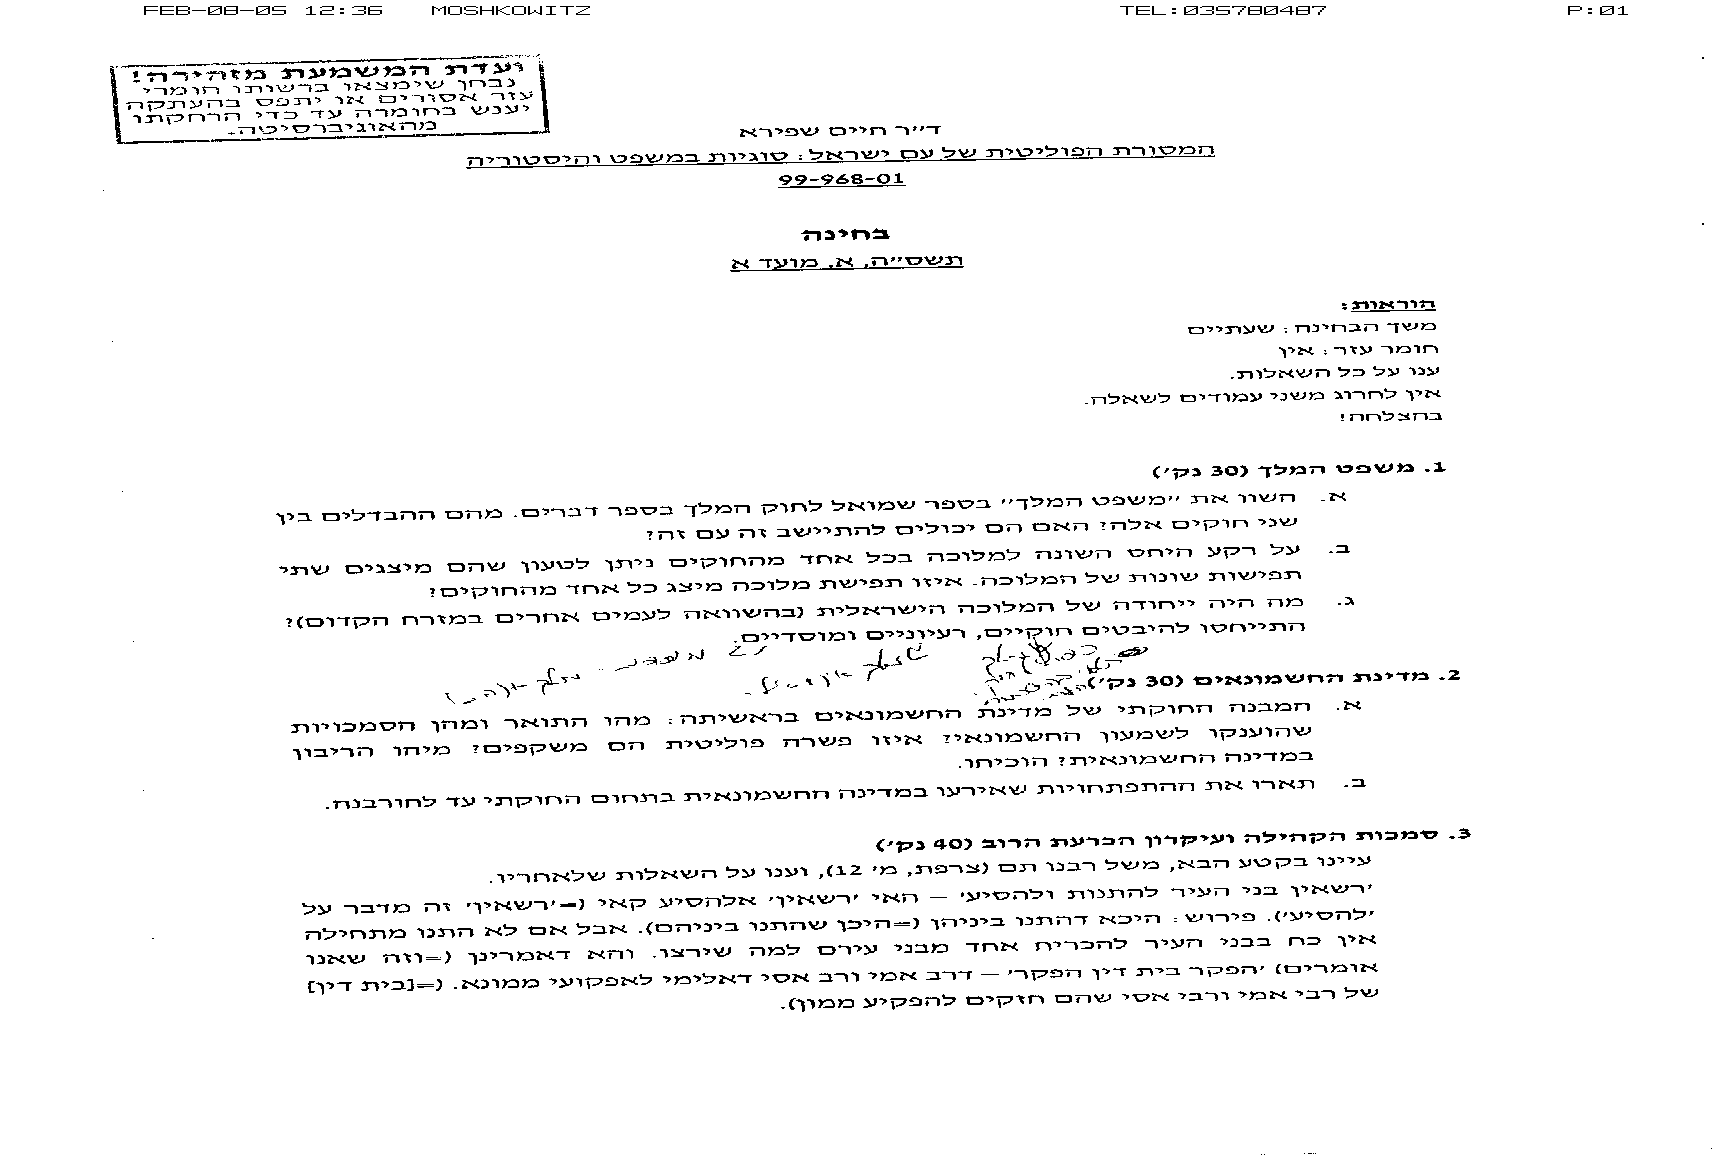 FEB-08-05 12:36 MOSHKOWITZ TEL:035780487 P:01
ועדת המשמעת מזהירה!
נבחן שימצאו ברשותו חומרי
עזר אסורים או יתפס בהעתקה
יענש בחומרה עד כדי הרחקתו
מהאוניברסיטה.
ד״ר חיים שפירא
המסורת הפוליטית של עם ישראל: סוגיות במשפט והיסטוריה
99-968-01
בחינה
תשס״ה, א, מועד א
הוראות:
משך הבחינה: שעתיים
חומר עזר: אין
ענו על כל השאלות.
אין לחרוג משני עמודים לשאלה.
בהצלחה!
1. משפט המלך (30 נק׳)
א. השוו את ״משפט המלך״ בספר שמואל לחוק המלך בספר דברים. מהם ההבדלים בין
שני חוקים אלה? האם הם יכולים להתיישב זה עם זה?
ב. על רקע היחס השונה למלוכה בכל אחד מהחוקים ניתן לטעון שהם מיצגים שתי
תפישות שונות של המלוכה. איזו תפישת מלוכה מיצג כל אחד מהחוקים?
ג. מה היה ייחודה של המלוכה הישראלית (בהשוואה לעמים אחרים במזרח הקדום)?
התייחסו להיבטים חוקיים, רעיוניים ומוסדיים.
2. מדינת החשמונאים (30 נק׳)
א. המבנה החוקתי של מדינת החשמונאים בראשיתה: מהו התואר ומהן הסמכויות
שהוענקו לשמעון החשמונאי? איזו פשרה פוליטית הם משקפים? מיהו הריבון
במדינה החשמונאית? הוכיחו.
ב. תארו את ההתפתחויות שאירעו במדינה החשמונאית בתחום החוקתי עד לחורבנה.
3. סמכות הקהילה ועיקרון הכרעת הרוב (40 נק׳)
עיינו בקטע הבא, משל רבנו תם (צרפת, מ׳ 12), וענו על השאלות שלאחריו.
׳רשאין בני העיר להתנות ולהסיע׳ – האי ׳רשאין׳ אלהסיע קאי (=׳רשאין׳ זה מדבר על
׳להסיע׳). פירוש: היכא דהתנו ביניהן (=היכן שהתנו ביניהם). אבל אם לא התנו מתחילה
אין כח בבני העיר להכריח אחד מבני עירם למה שירצו. והא דאמרינן (=וזה שאנו
אומרים) ׳הפקר בית דין הפקר׳ – דרב אמי ורב אסי דאלימי לאפקועי ממונא. (=[בית דין]
של רבי אמי ורבי אסי שהם חזקים להפקיע ממון).